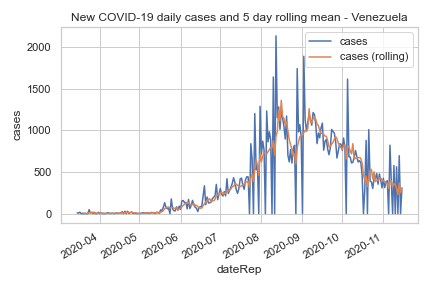 New COVID-19 daily cases and 5 day rolling mean - Venezuela
cases
cases (rolling)
cases
2000
1500
1000
500
0
2020-04
2020-05
2020-06
2020-07
2020-08
2020-09
2020-10
2020-11
dateRep